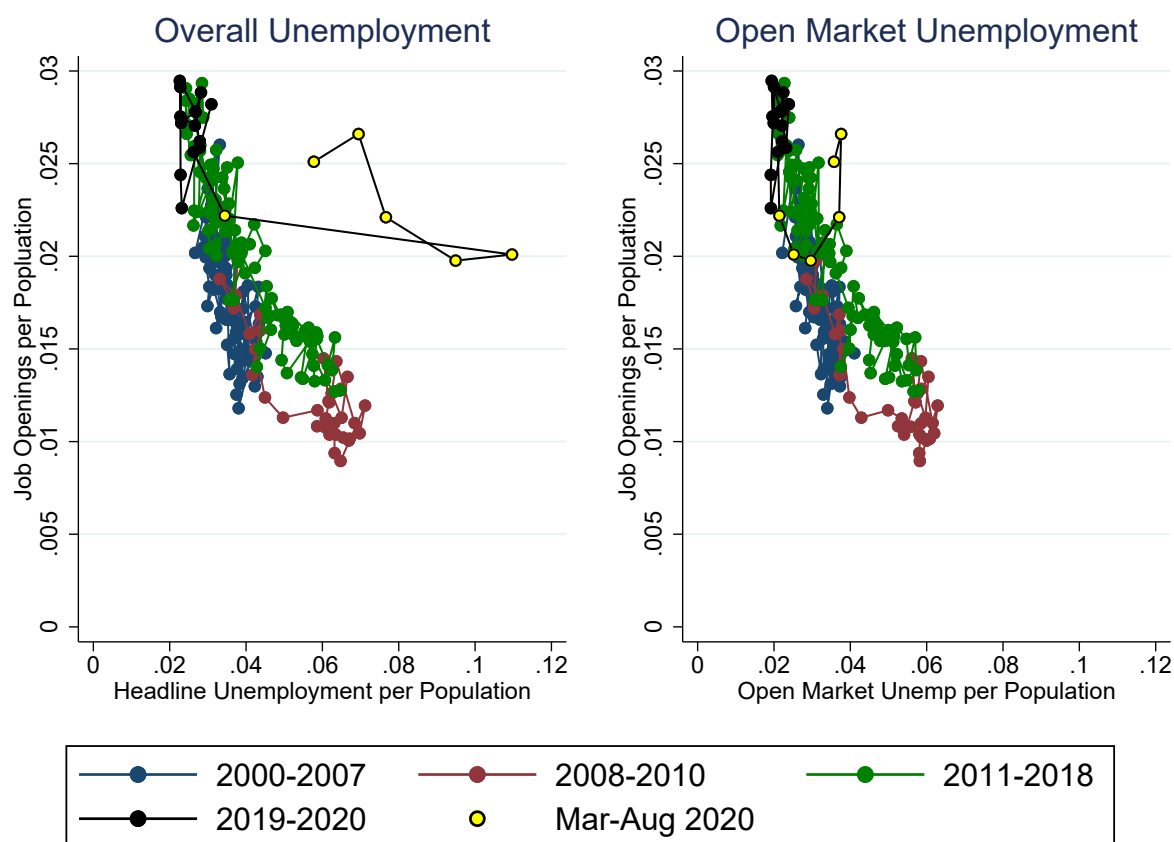 Overall Unemployment
Open Market Unemployment
Job Openings per Popluation
0 .005 .01 .015 .02 .025 .03
0 .02 .04 .06 .08 .1 .12
Headline Unemployment per Population
Job Openings per Popluation
0 .005 .01 .015 .02 .025 .03
0 .02 .04 .06 .08 .1 .12
Open Market Unemp per Population
2000-2007 2008-2010 2011-2018
2019-2020 Mar-Aug 2020